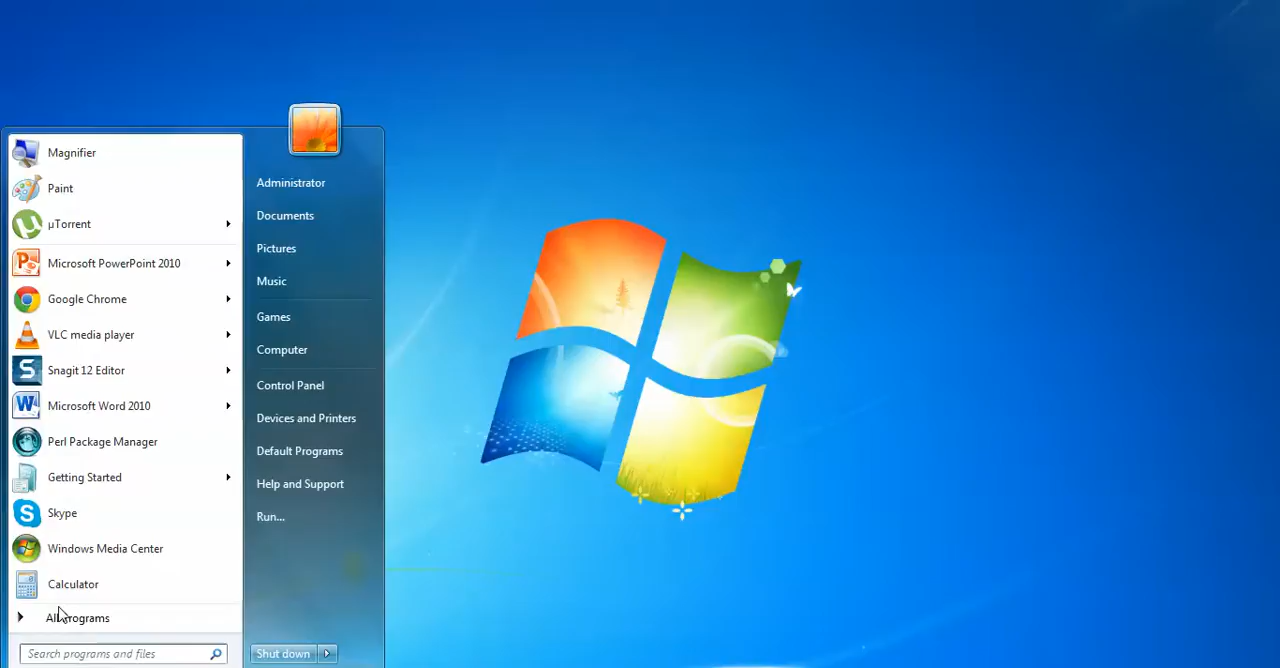 Magnifier
Paint
µTorrent
Microsoft PowerPoint 2010
Google Chrome
VLC media player
Snagit 12 Editor
Microsoft Word 2010
Perl Package Manager
Getting Started
Skype
Windows Media Center
Calculator
All Programs
Search programs and files
Administrator
Documents
Pictures
Music
Games
Computer
Control Panel
Devices and Printers
Default Programs
Help and Support
Run...
Shut down